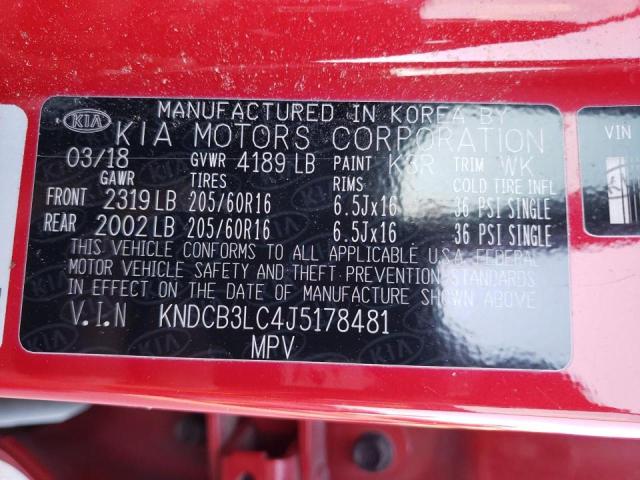 MANUFACTURED IN KOREA BY
KIA KIA MOTORS CORPORATION
03/18 GVWR 4189 LB PAINT K3R TRIM WK
GAWR TIRES RIMS COLD TIRE INFL
FRONT 2319 LB 205/60R16 6.5Jx16 36 PSI SINGLE
REAR 2002 LB 205/60R16 6.5Jx16 36 PSI SINGLE
THIS VEHICLE CONFORMS TO ALL APPLICABLE U.S.A. FEDERAL
MOTOR VEHICLE SAFETY AND THEFT PREVENTION STANDARDS
IN EFFECT ON THE DATE OF MANUFACTURE SHOWN ABOVE.
V.I.N KNDCB3LC4J5178481
MPV
VIN